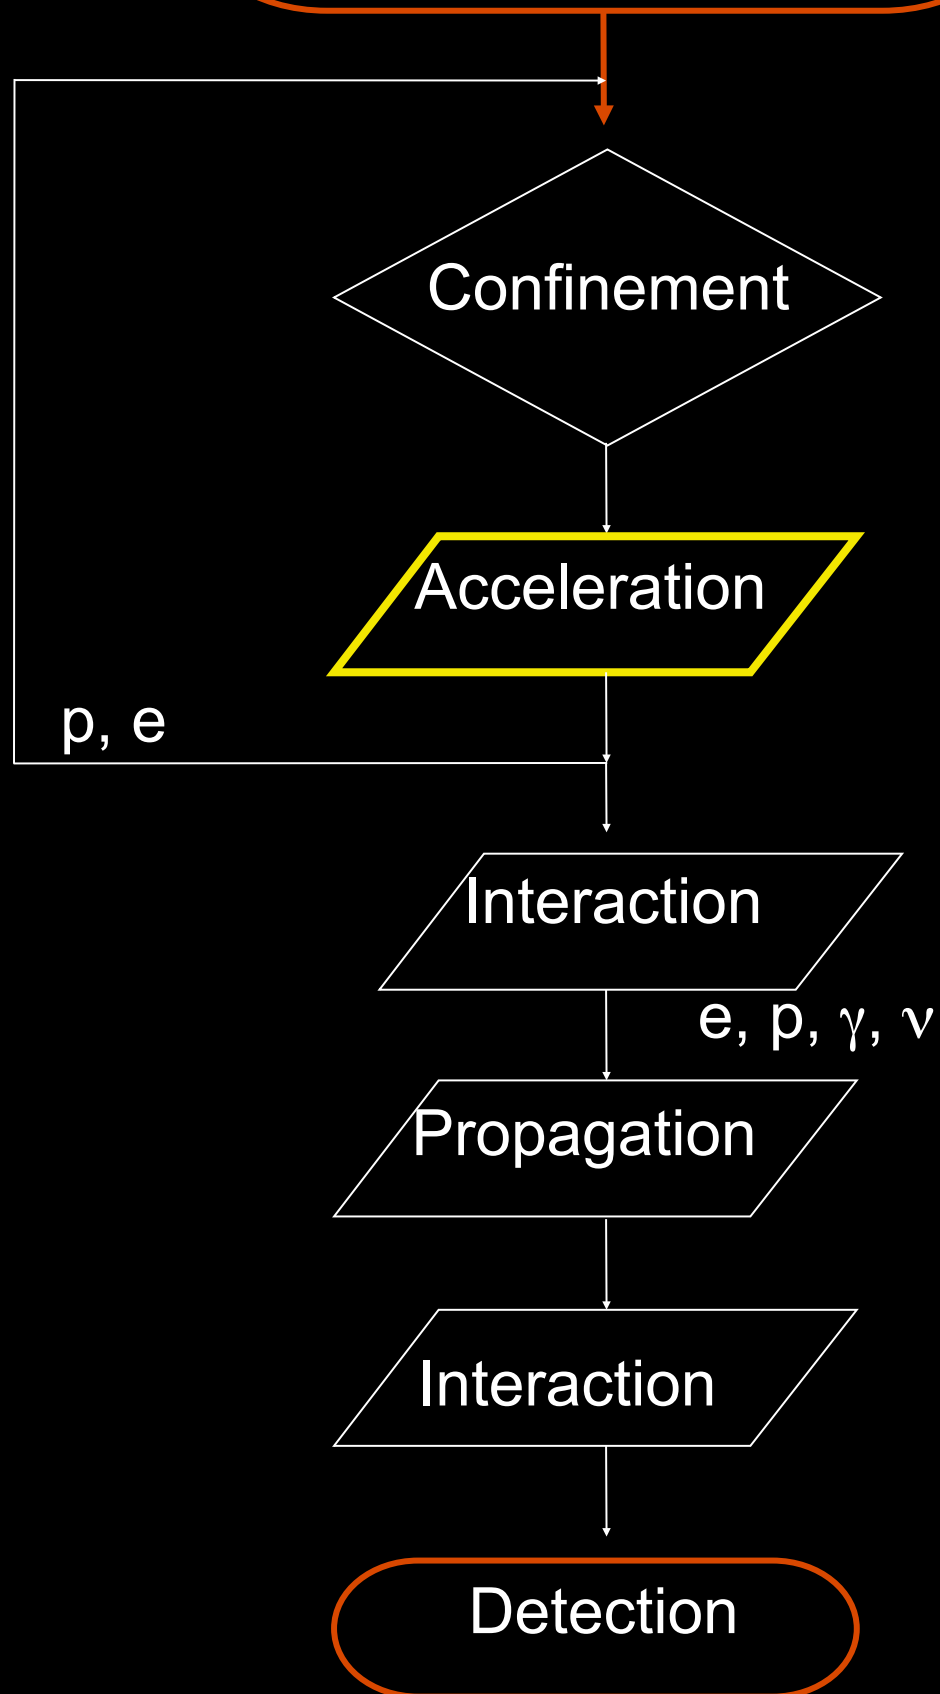 Confinement
Acceleration
p, e
Interaction
e, p, γ, ν
Propagation
Interaction
Detection